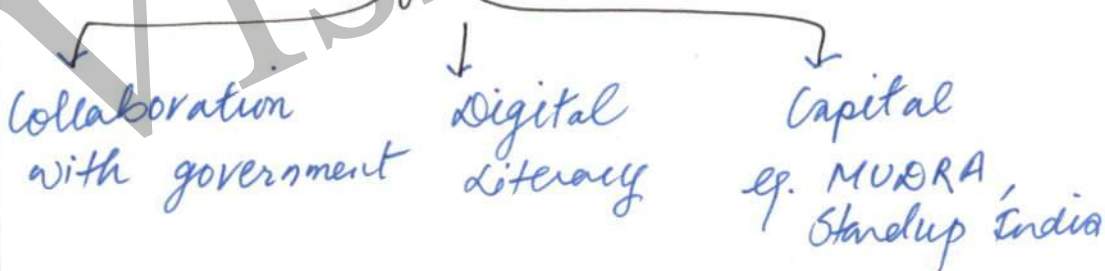 Collaboration
with government
Digital
Literacy
Capital
eg. MUDRA,
Standup India